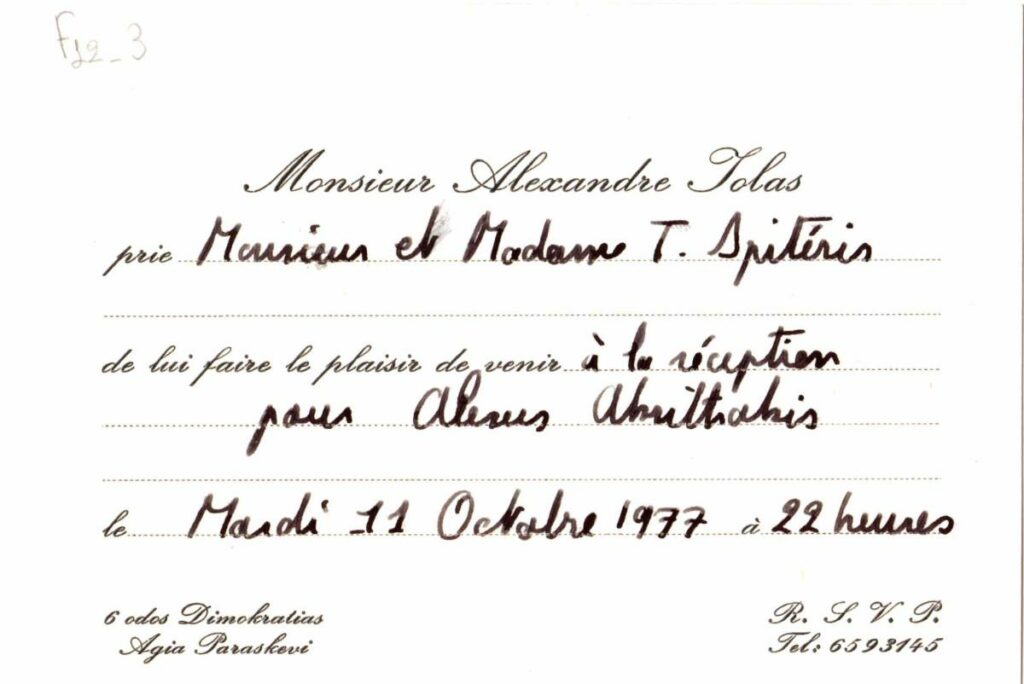 F12_3
Monsieur Alexandre Iolas
prie Monsieur et Madame T. Spitéris
de lui faire le plaisir de venir à la réception
pour Alexis Akrithakis
le Mardi 11 Octobre 1977 à 22 heures
6 odos Dimokratias
Agia Paraskevi
R. S. V. P.
Tel: 6593145